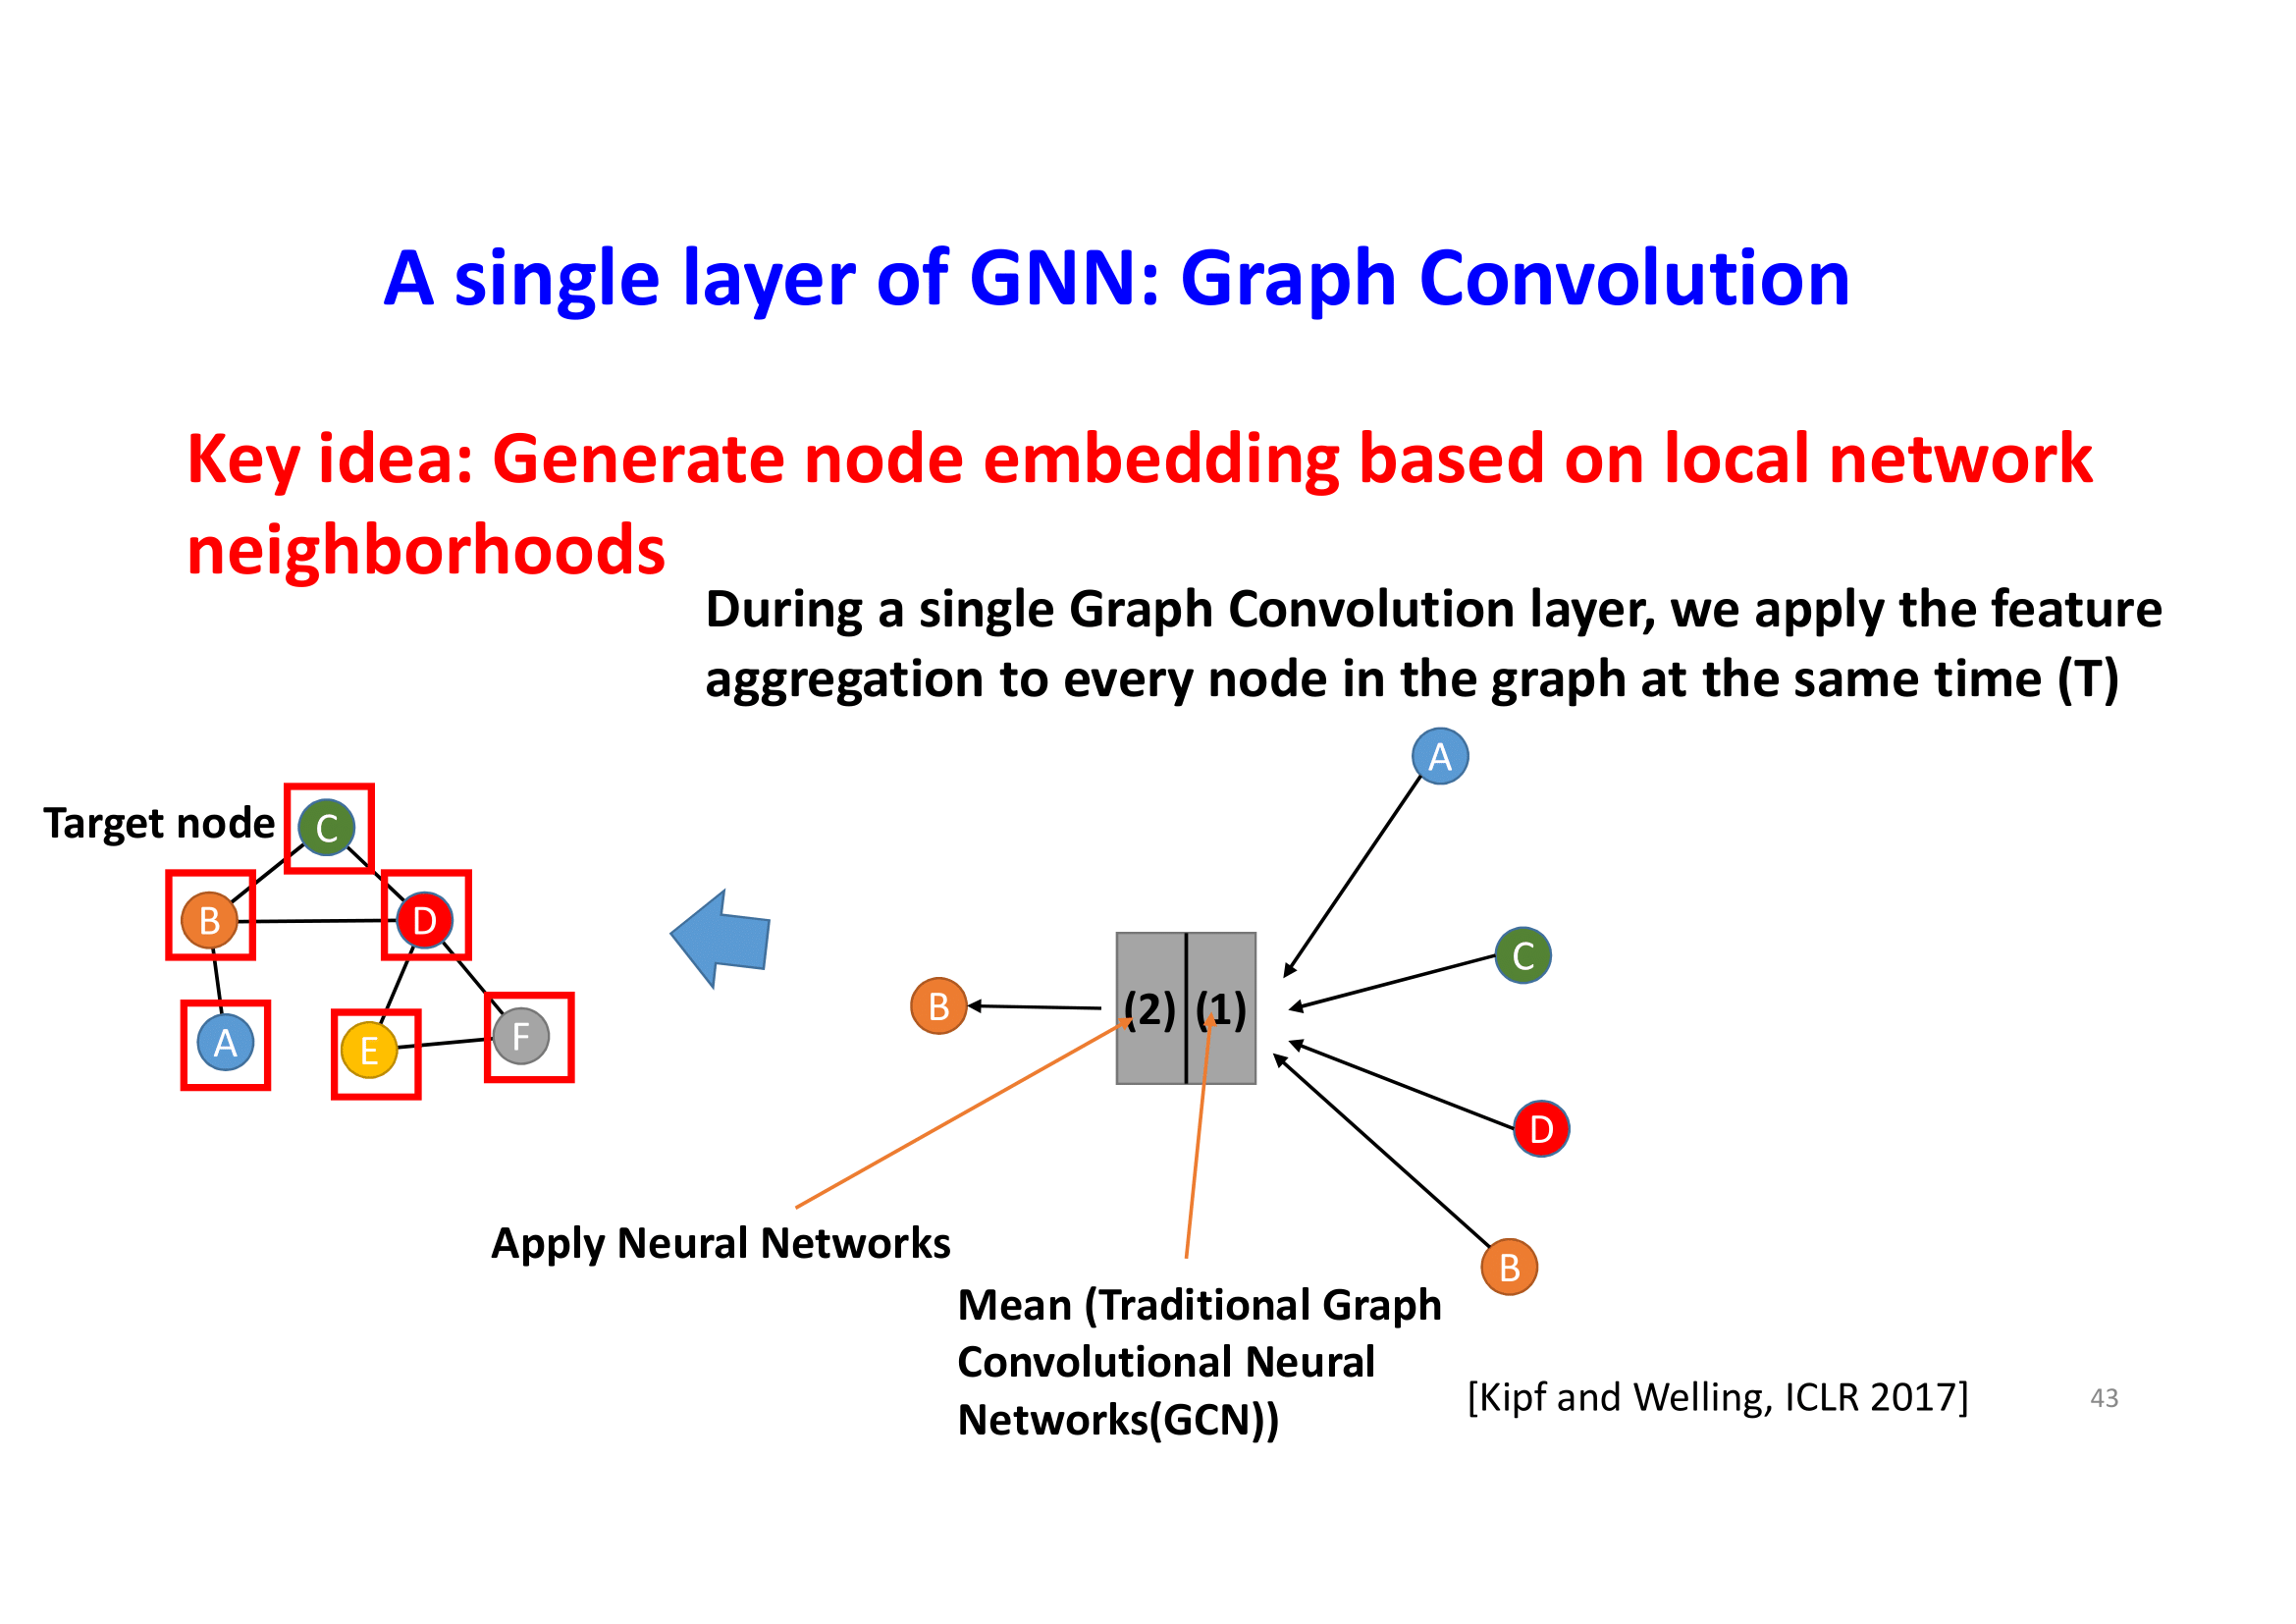 A single layer of GNN: Graph Convolution
Key idea: Generate node embedding based on local network
neighborhoods
During a single Graph Convolution layer, we apply the feature
aggregation to every node in the graph at the same time (T)
Target node
C
B
D
A
E
F
A
C
B
(2)
(1)
D
B
Apply Neural Networks
Mean (Traditional Graph
Convolutional Neural
Networks(GCN))
[Kipf and Welling, ICLR 2017]
43